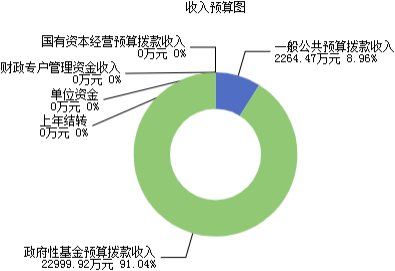 收入预算图
国有资本经营预算拨款收入
0万元 0%
一般公共预算拨款收入
2264.47万元 8.96%
财政专户管理资金收入
0万元 0%
单位资金
0万元 0%
上年结转
0万元 0%
政府性基金预算拨款收入
22999.92万元 91.04%